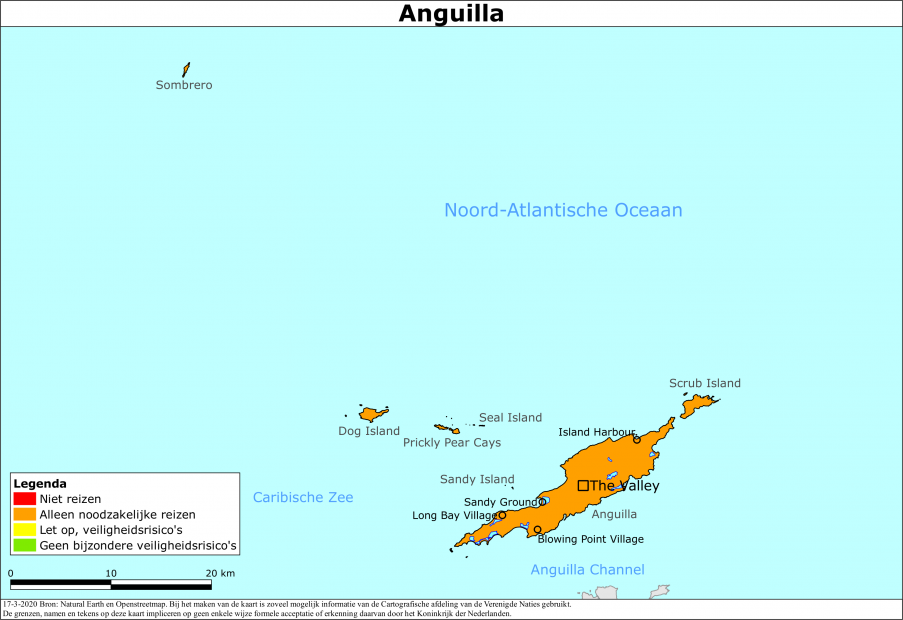 Anguilla
Sombrero
Noord-Atlantische Oceaan
Scrub Island
Seal Island
Dog Island
Prickly Pear Cays
Island Harbour
Sandy Island
The Valley
Caribische Zee
Sandy Ground
Long Bay Village
Anguilla
Blowing Point Village
Anguilla Channel
Legenda
Niet reizen
Alleen noodzakelijke reizen
Let op, veiligheidsrisico's
Geen bijzondere veiligheidsrisico's
0 10 20 km
17-3-2020 Bron: Natural Earth en Openstreetmap. Bij het maken van de kaart is zoveel mogelijk informatie van de Cartografische afdeling van de Verenigde Naties gebruikt.
De grenzen, namen en tekens op deze kaart impliceren op geen enkele wijze formele acceptatie of erkenning daarvan door het Koninkrijk der Nederlanden.